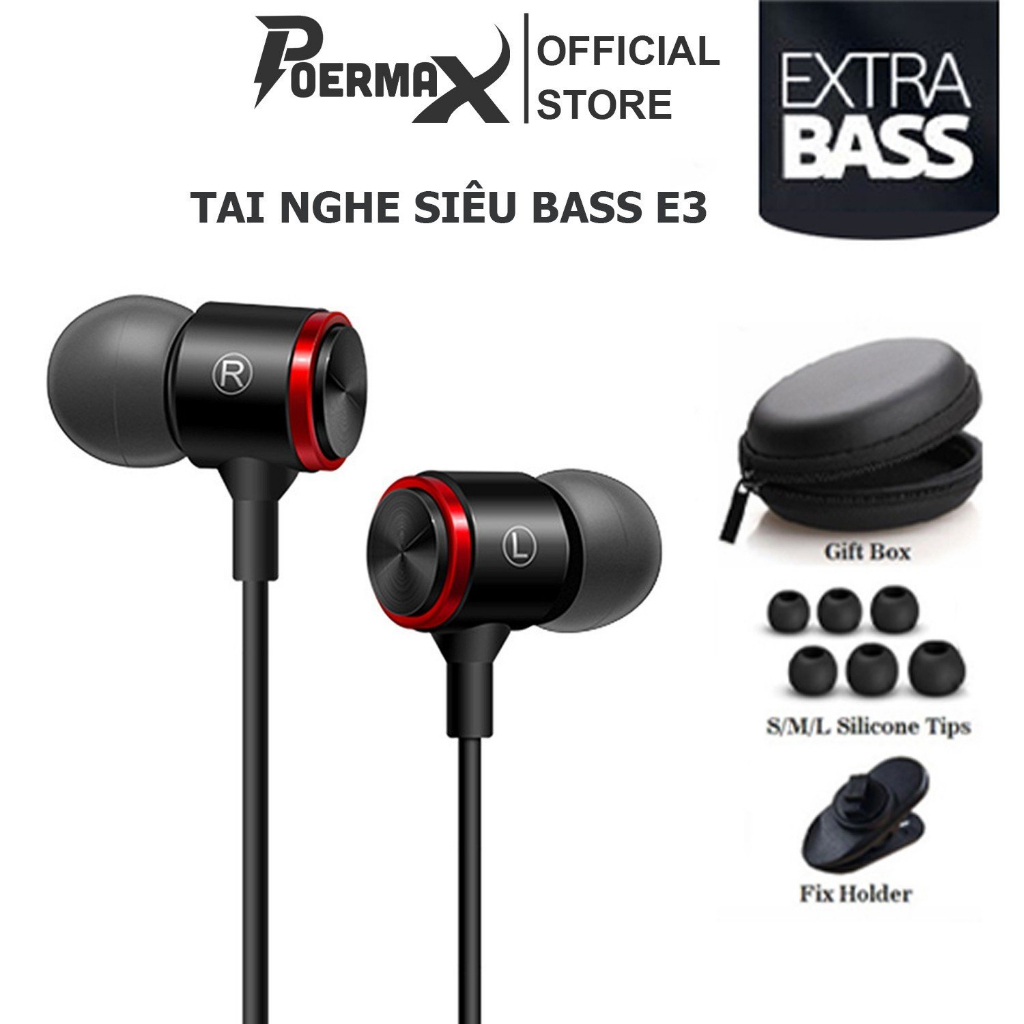 POERMAX
OFFICIAL
STORE
EXTRA
BASS
TAI NGHE SIÊU BASS E3
R
L
Gift Box
S/M/L Silicone Tips
Fix Holder